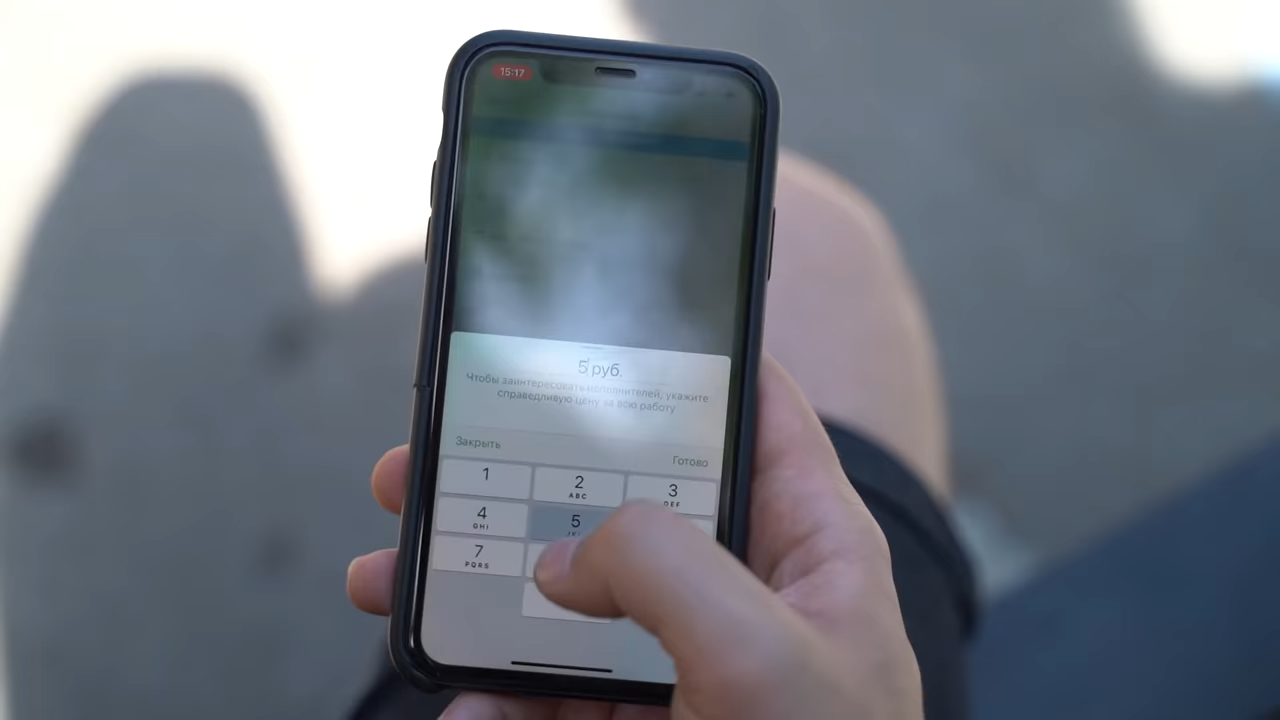 15:17
5 руб.
Чтобы заинтересовать исполнителей, укажите
справедливую цену за всю работу
Закрыть
Готово
1
2
ABC
3
DEF
4
GHI
5
7
PQRS